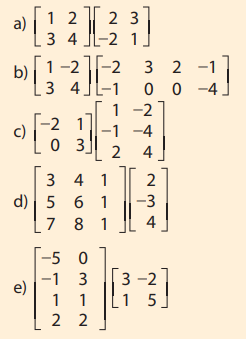 a) [ 1 2 ] [ 2 3 ]
[ 3 4 ] [ -2 1 ]
b) [ 1 -2 ] [ -2 3 2 -1 ]
[ 3 4 ] [ -1 0 0 -4 ]
[ 1 -2 ]
c) [ -2 1 ] [ -1 -4 ]
[ 0 3 ] [ 2 4 ]
[ 3 4 1 ] [ 2 ]
d) [ 5 6 1 ] [ -3 ]
[ 7 8 1 ] [ 4 ]
[ -5 0 ]
e) [ -1 3 ] [ 3 -2 ]
[ 1 1 ] [ 1 5 ]
[ 2 2 ]